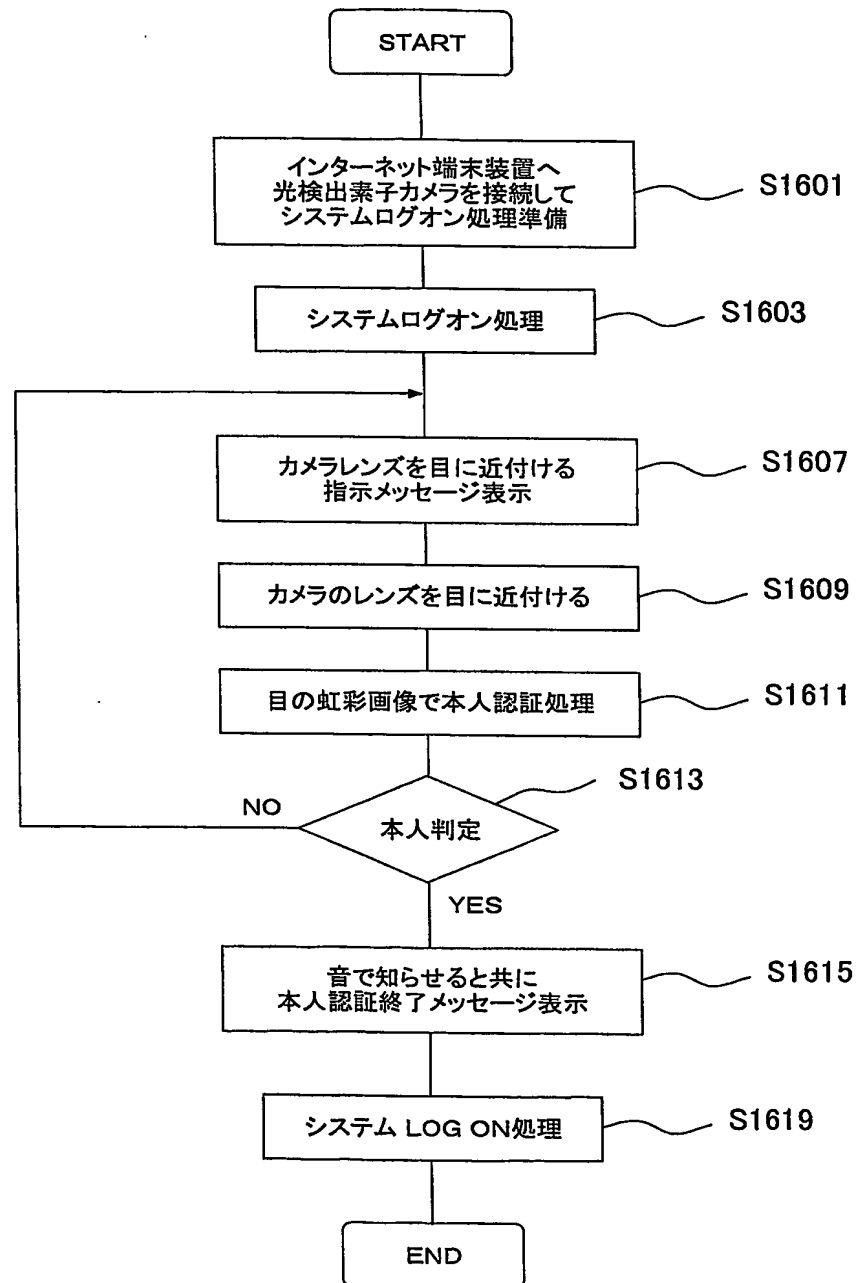 START
インターネット端末装置へ
光検出素子カメラを接続して
システムログオン処理準備
S1601
システムログオン処理
S1603
カメラレンズを目に近付ける
指示メッセージ表示
S1607
カメラのレンズを目に近付ける
S1609
目の虹彩画像で本人認証処理
S1611
S1613
NO
本人判定
YES
音で知らせると共に
本人認証終了メッセージ表示
S1615
システム LOG ON処理
S1619
END